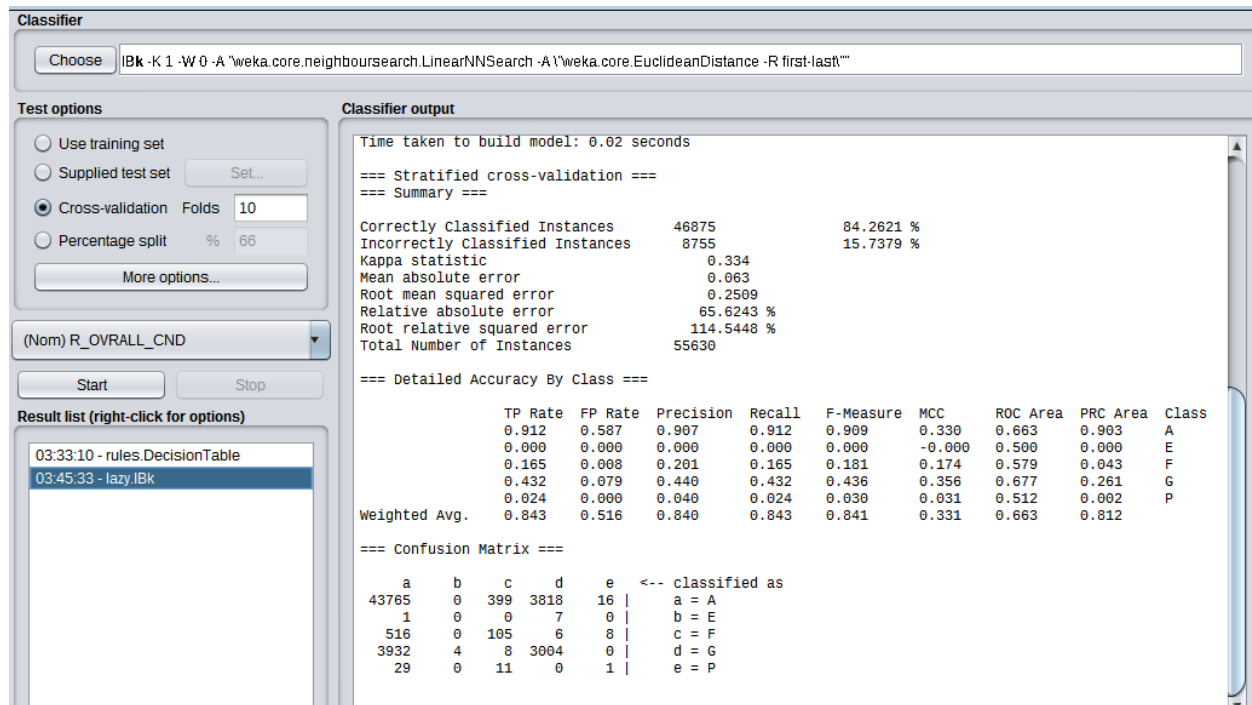 Classifier
Choose IBk -K 1 -W 0 -A "weka.core.neighboursearch.LinearNNSearch -A \"weka.core.EuclideanDistance -R first-last\""
Test options
Use training set
Supplied test set Set...
Cross-validation Folds 10
Percentage split % 66
More options...
(Nom) R_OVRALL_CND
Start Stop
Result list (right-click for options)
03:33:10 - rules.DecisionTable
03:45:33 - lazy.IBk
Classifier output
Time taken to build model: 0.02 seconds
=== Stratified cross-validation ===
=== Summary ===
Correctly Classified Instances 46875 84.2621 %
Incorrectly Classified Instances 8755 15.7379 %
Kappa statistic 0.334
Mean absolute error 0.063
Root mean squared error 0.2509
Relative absolute error 65.6243 %
Root relative squared error 114.5448 %
Total Number of Instances 55630
=== Detailed Accuracy By Class ===
TP Rate FP Rate Precision Recall F-Measure MCC ROC Area PRC Area Class
0.912 0.587 0.907 0.912 0.909 0.330 0.663 0.903 A
0.000 0.000 0.000 0.000 0.000 -0.000 0.500 0.000 E
0.165 0.008 0.201 0.165 0.181 0.174 0.579 0.043 F
0.432 0.079 0.440 0.432 0.436 0.356 0.677 0.261 G
0.024 0.000 0.040 0.024 0.030 0.031 0.512 0.002 P
Weighted Avg. 0.843 0.516 0.840 0.843 0.841 0.331 0.663 0.812
=== Confusion Matrix ===
a b c d e <-- classified as
43765 0 399 3818 16 | a = A
1 0 0 7 0 | b = E
516 0 105 6 8 | c = F
3932 4 8 3004 0 | d = G
29 0 11 0 1 | e = P